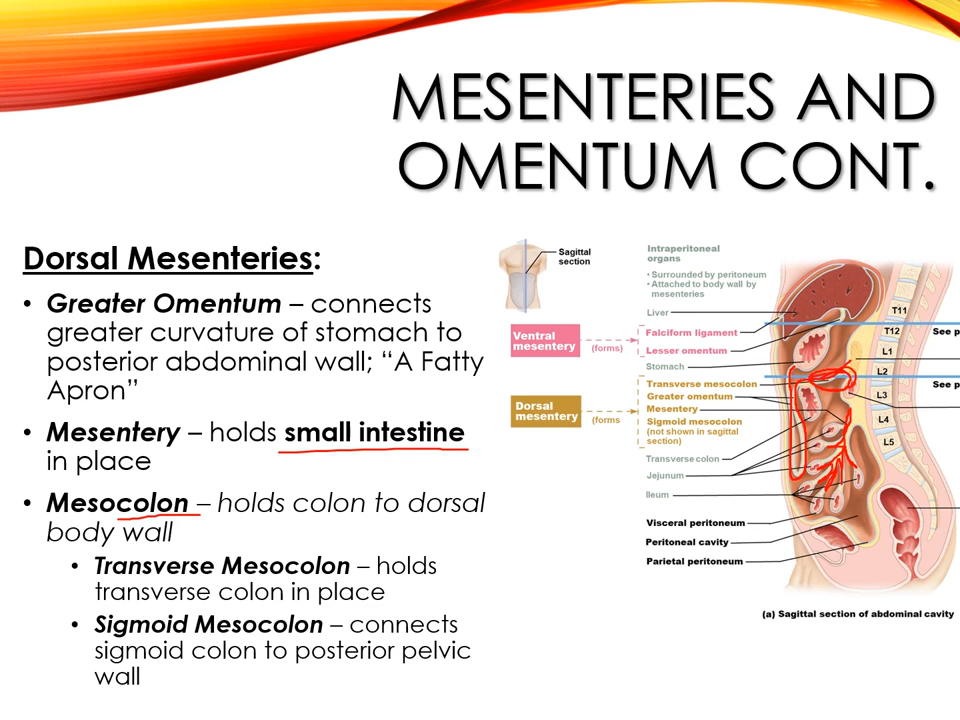 MESENTERIES AND
OMENTUM CONT.
Dorsal Mesenteries:
• Greater Omentum – connects
greater curvature of stomach to
posterior abdominal wall; “A Fatty
Apron”
• Mesentery – holds small intestine
in place
• Mesocolon – holds colon to dorsal
body wall
• Transverse Mesocolon – holds
transverse colon in place
• Sigmoid Mesocolon – connects
sigmoid colon to posterior pelvic
wall
Sagittal
section
Intraperitoneal
organs
• Surrounded by peritoneum
• Attached to body wall by
mesenteries
Liver
Ventral
mesentery
(forms)
Falciform ligament
Lesser omentum
Stomach
Dorsal
mesentery
(forms
Transverse mesocolon
Greater omentum
Mesentery
Sigmoid mesocolon
(not shown in sagittal
section)
Transverse colon
Jejunum
Ileum
Visceral peritoneum
Peritoneal cavity
Parietal peritoneum
T11
T12
L1
L2
L3
L4
L5
See p
See p
(a) Sagittal section of abdominal cavity